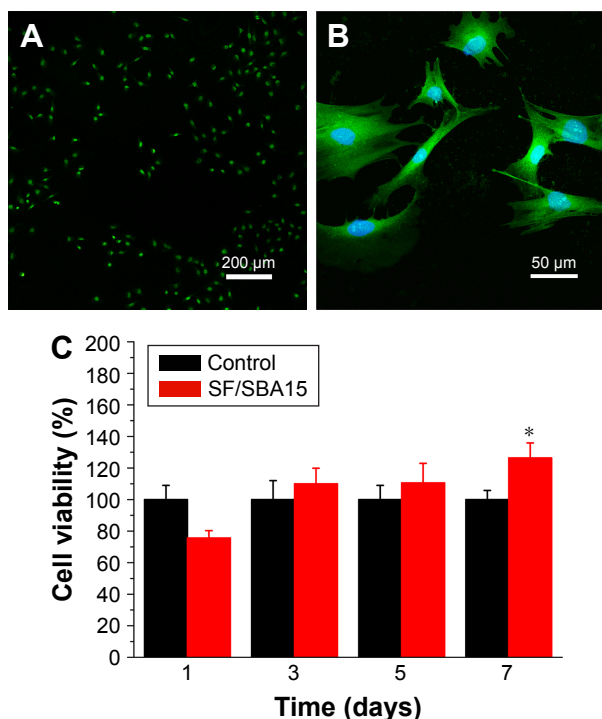 A
200 µm
B
50 µm
C
Control
SF/SBA15
*
200
180
160
140
120
100
80
60
40
20
0
Cell viability (%)
1 3 5 7
Time (days)